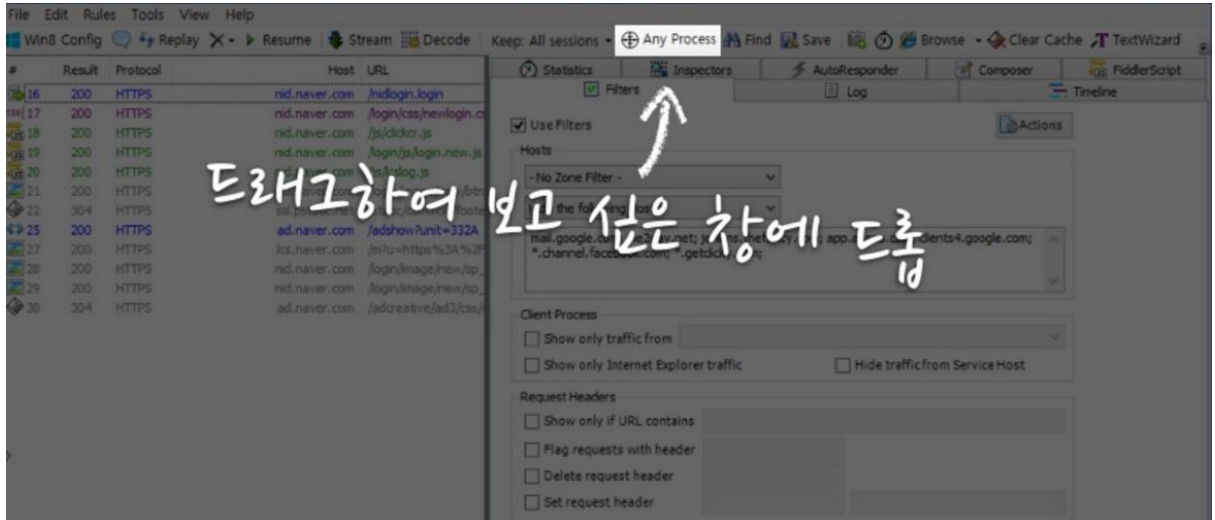 File Edit Rules Tools View Help
Win8 Config Replay X Resume Stream Decode Keep: All sessions Any Process Find Save Browse Clear Cache TextWizard
# Result Protocol Host URL
Statistics Inspectors AutoResponder Composer FiddlerScript
Filters Log Timeline
16 200 HTTPS nid.naver.com /nidlogin.login
17 200 HTTPS nid.naver.com /login/css/newlogin.cs
18 200 HTTPS nid.naver.com /js/clickcr.js
19 200 HTTPS nid.naver.com /login/js/login.new.js
20 200 HTTPS
21 200 HTTPS
22 304 HTTPS
25 200 HTTPS ad.naver.com /adshow?unit=332A
27 200 HTTPS lcs.naver.com /m?u=https%3A%2F
28 200 HTTPS nid.naver.com /login/image/new/sp_
29 200 HTTPS nid.naver.com /login/image/new/sp_
30 304 HTTPS ad.naver.com /adcreative/ad3/css/
Use Filters Actions
Hosts
- No Zone Filter -
드래그하여 보고 싶은 창에 드롭
Client Process
Show only traffic from
Show only Internet Explorer traffic Hide traffic from Service Host
Request Headers
Show only if URL contains
Flag requests with header
Delete request header
Set request header